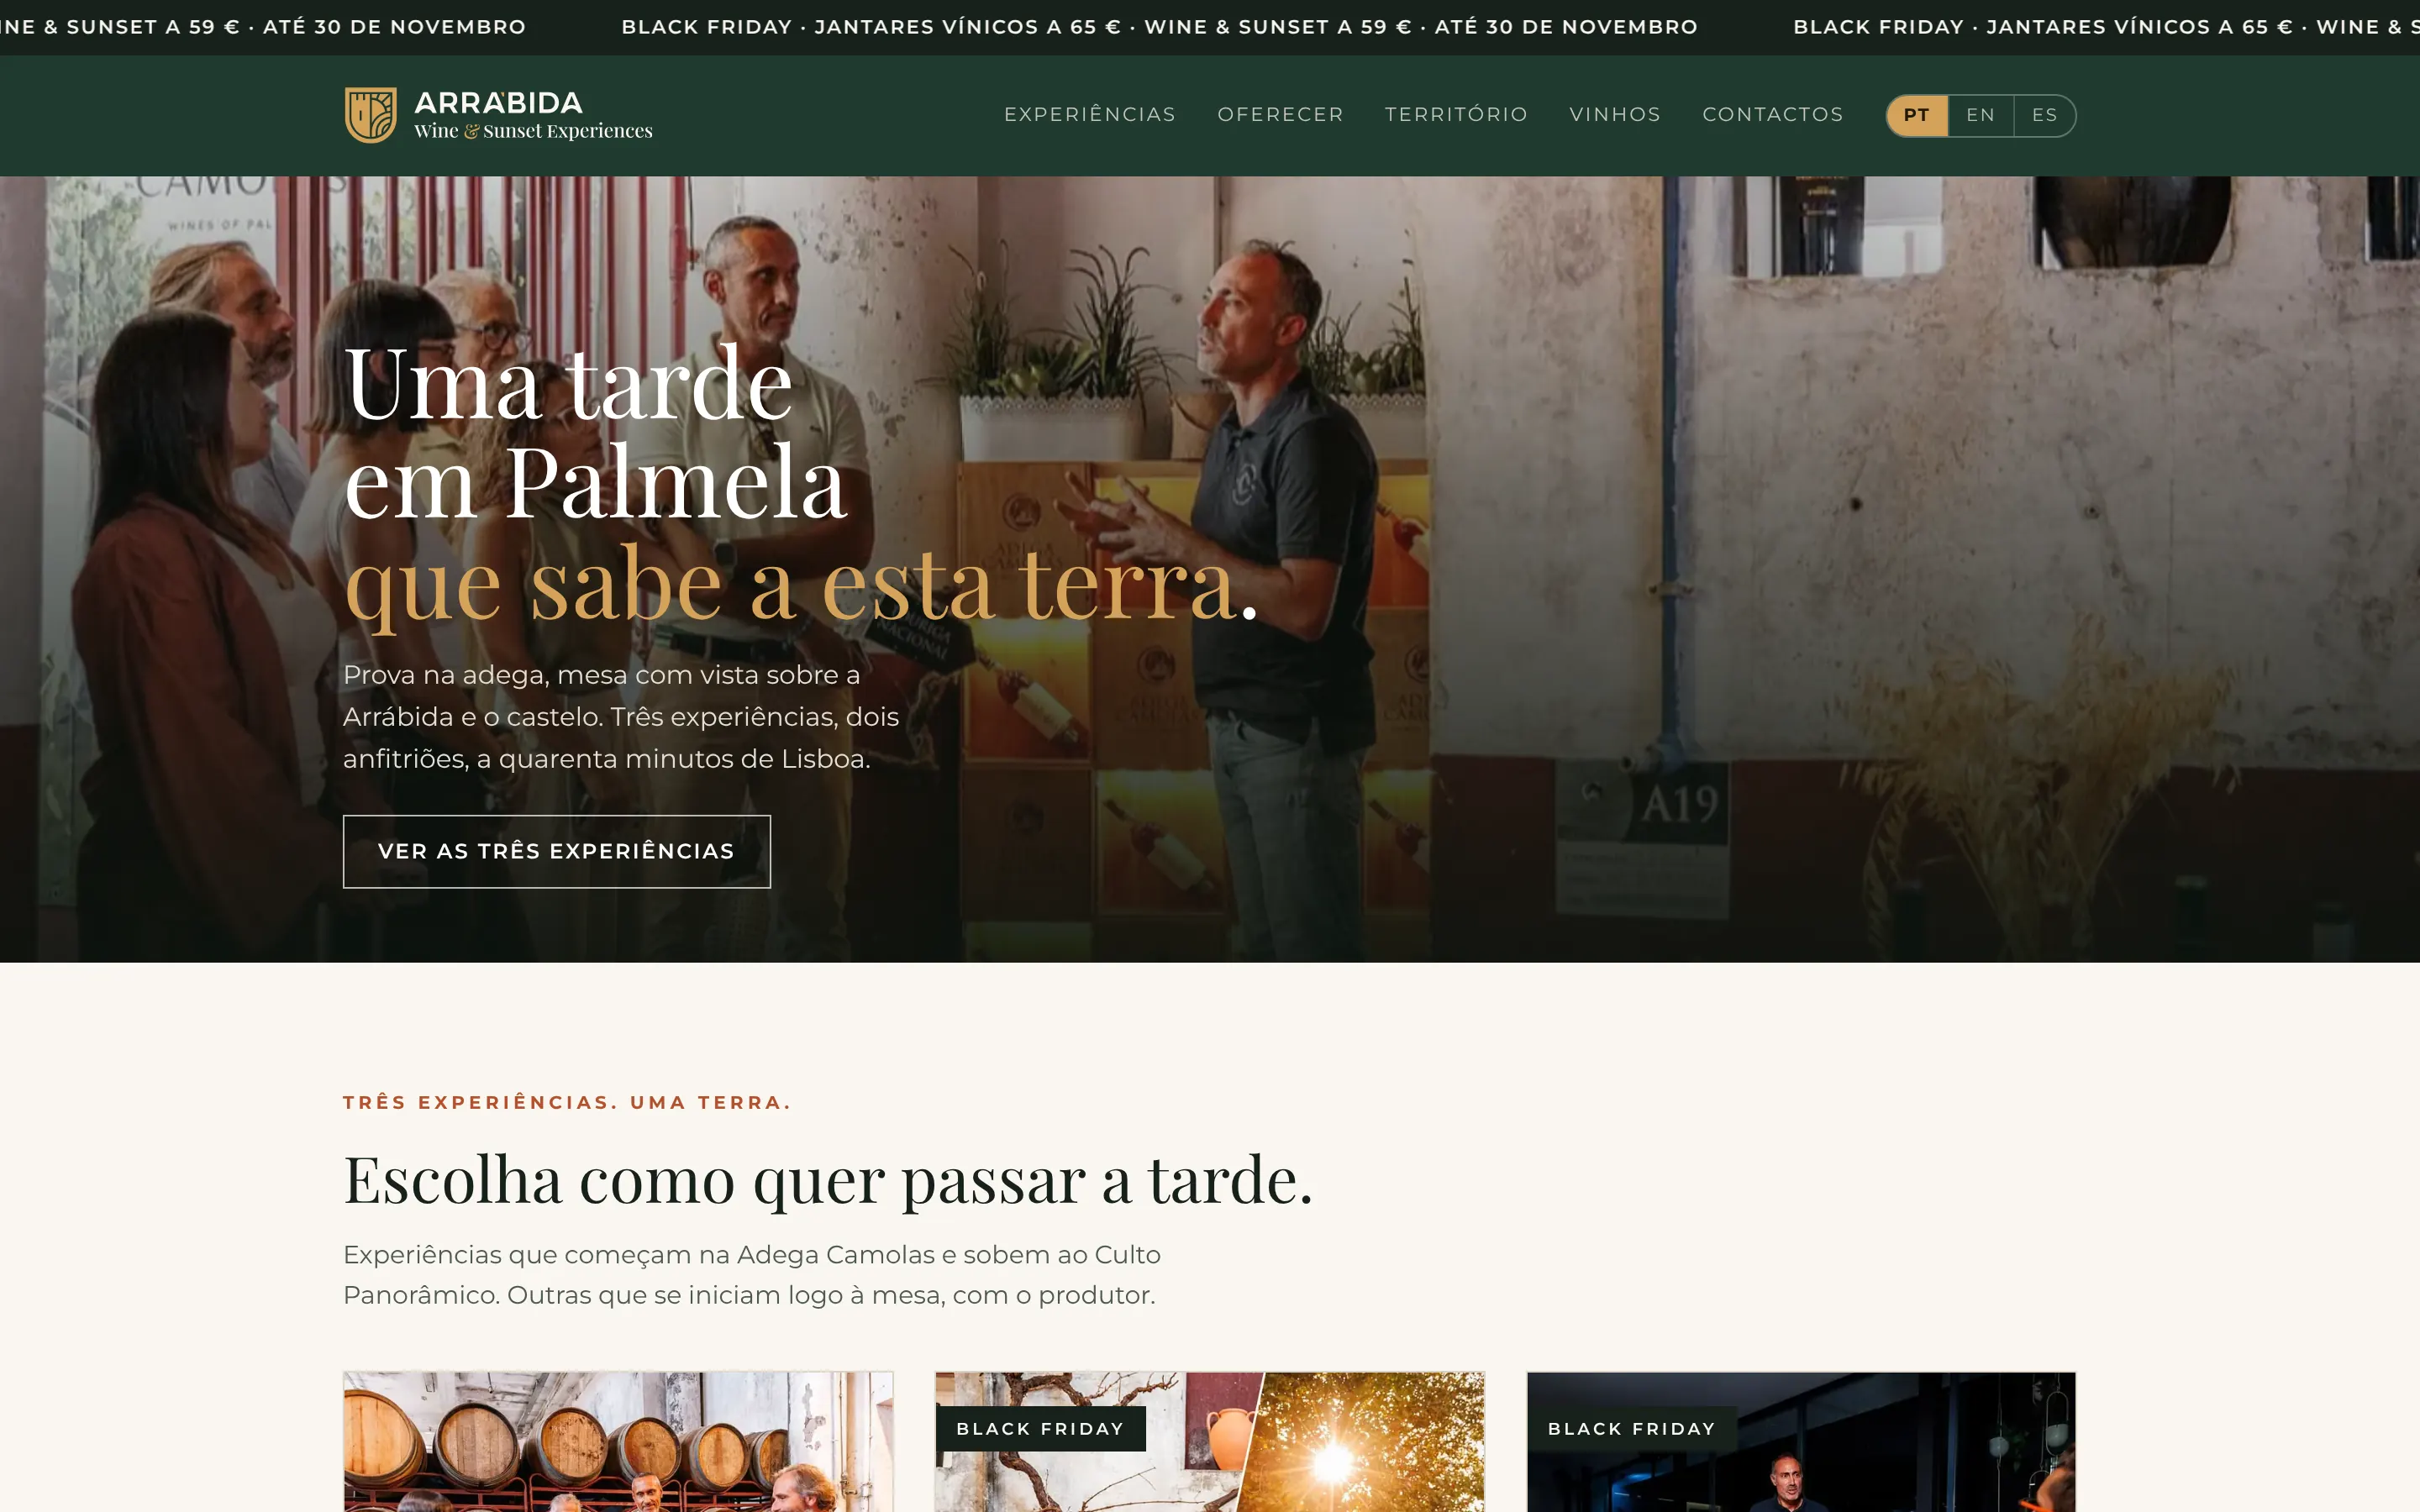 INE & SUNSET A 59 € · ATÉ 30 DE NOVEMBRO BLACK FRIDAY · JANTARES VÍNICOS A 65 € · WINE & SUNSET A 59 € · ATÉ 30 DE NOVEMBRO BLACK FRIDAY · JANTARES VÍNICOS A 65 € · WINE & S
ARRÁBIDA
Wine & Sunset Experiences
EXPERIÊNCIAS OFERECER TERRITÓRIO VINHOS CONTACTOS PT EN ES
WINES OF PAL
Uma tarde
em Palmela
que sabe a esta terra.
NACIONAL
Prova na adega, mesa com vista sobre a
Arrábida e o castelo. Três experiências, dois
anfitriões, a quarenta minutos de Lisboa.
A19
VER AS TRÊS EXPERIÊNCIAS
TRÊS EXPERIÊNCIAS. UMA TERRA.
Escolha como quer passar a tarde.
Experiências que começam na Adega Camolas e sobem ao Culto
Panorâmico. Outras que se iniciam logo à mesa, com o produtor.
BLACK FRIDAY
BLACK FRIDAY